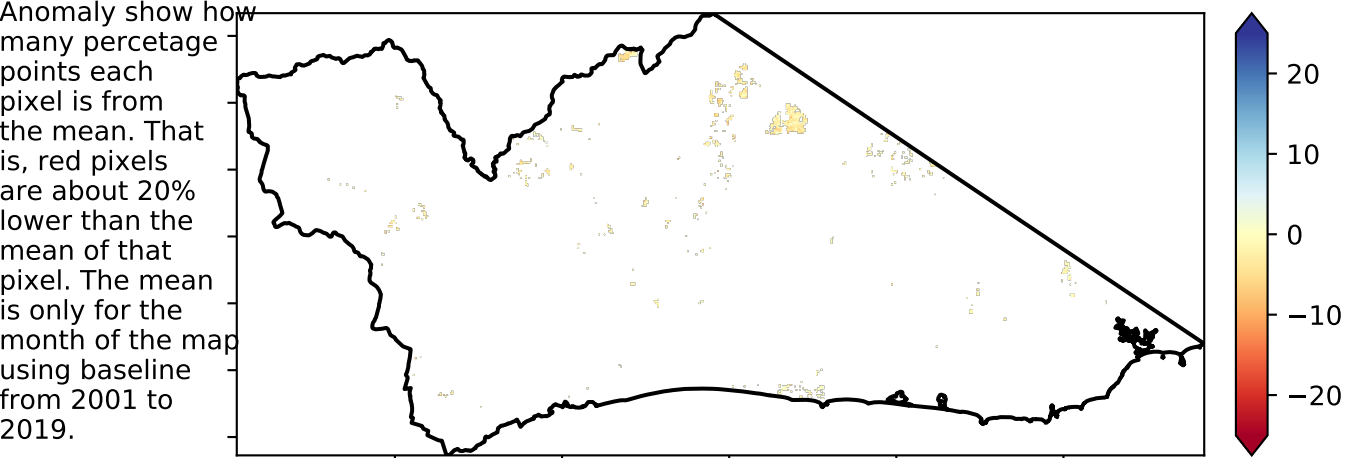 Anomaly show how
many percetage
points each
pixel is from
the mean. That
is, red pixels
are about 20%
lower than the
mean of that
pixel. The mean
is only for the
month of the map
using baseline
from 2001 to
2019.
20
10
0
−10
−20